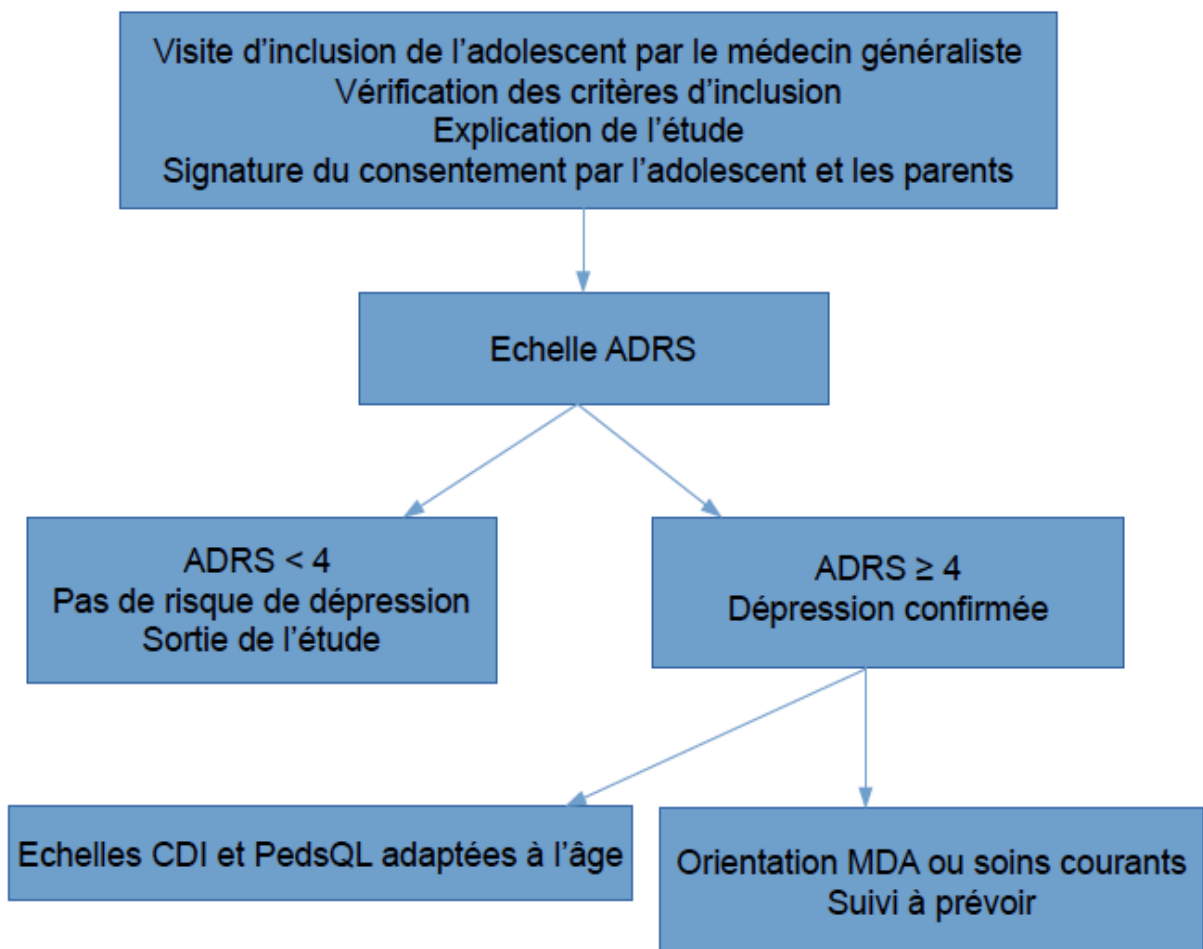 Visite d’inclusion de l’adolescent par le médecin généraliste
Vérification des critères d’inclusion
Explication de l’étude
Signature du consentement par l’adolescent et les parents
Echelle ADRS
ADRS < 4
Pas de risque de dépression
Sortie de l’étude
ADRS ≥ 4
Dépression confirmée
Echelles CDI et PedsQL adaptées à l’âge
Orientation MDA ou soins courants
Suivi à prévoir